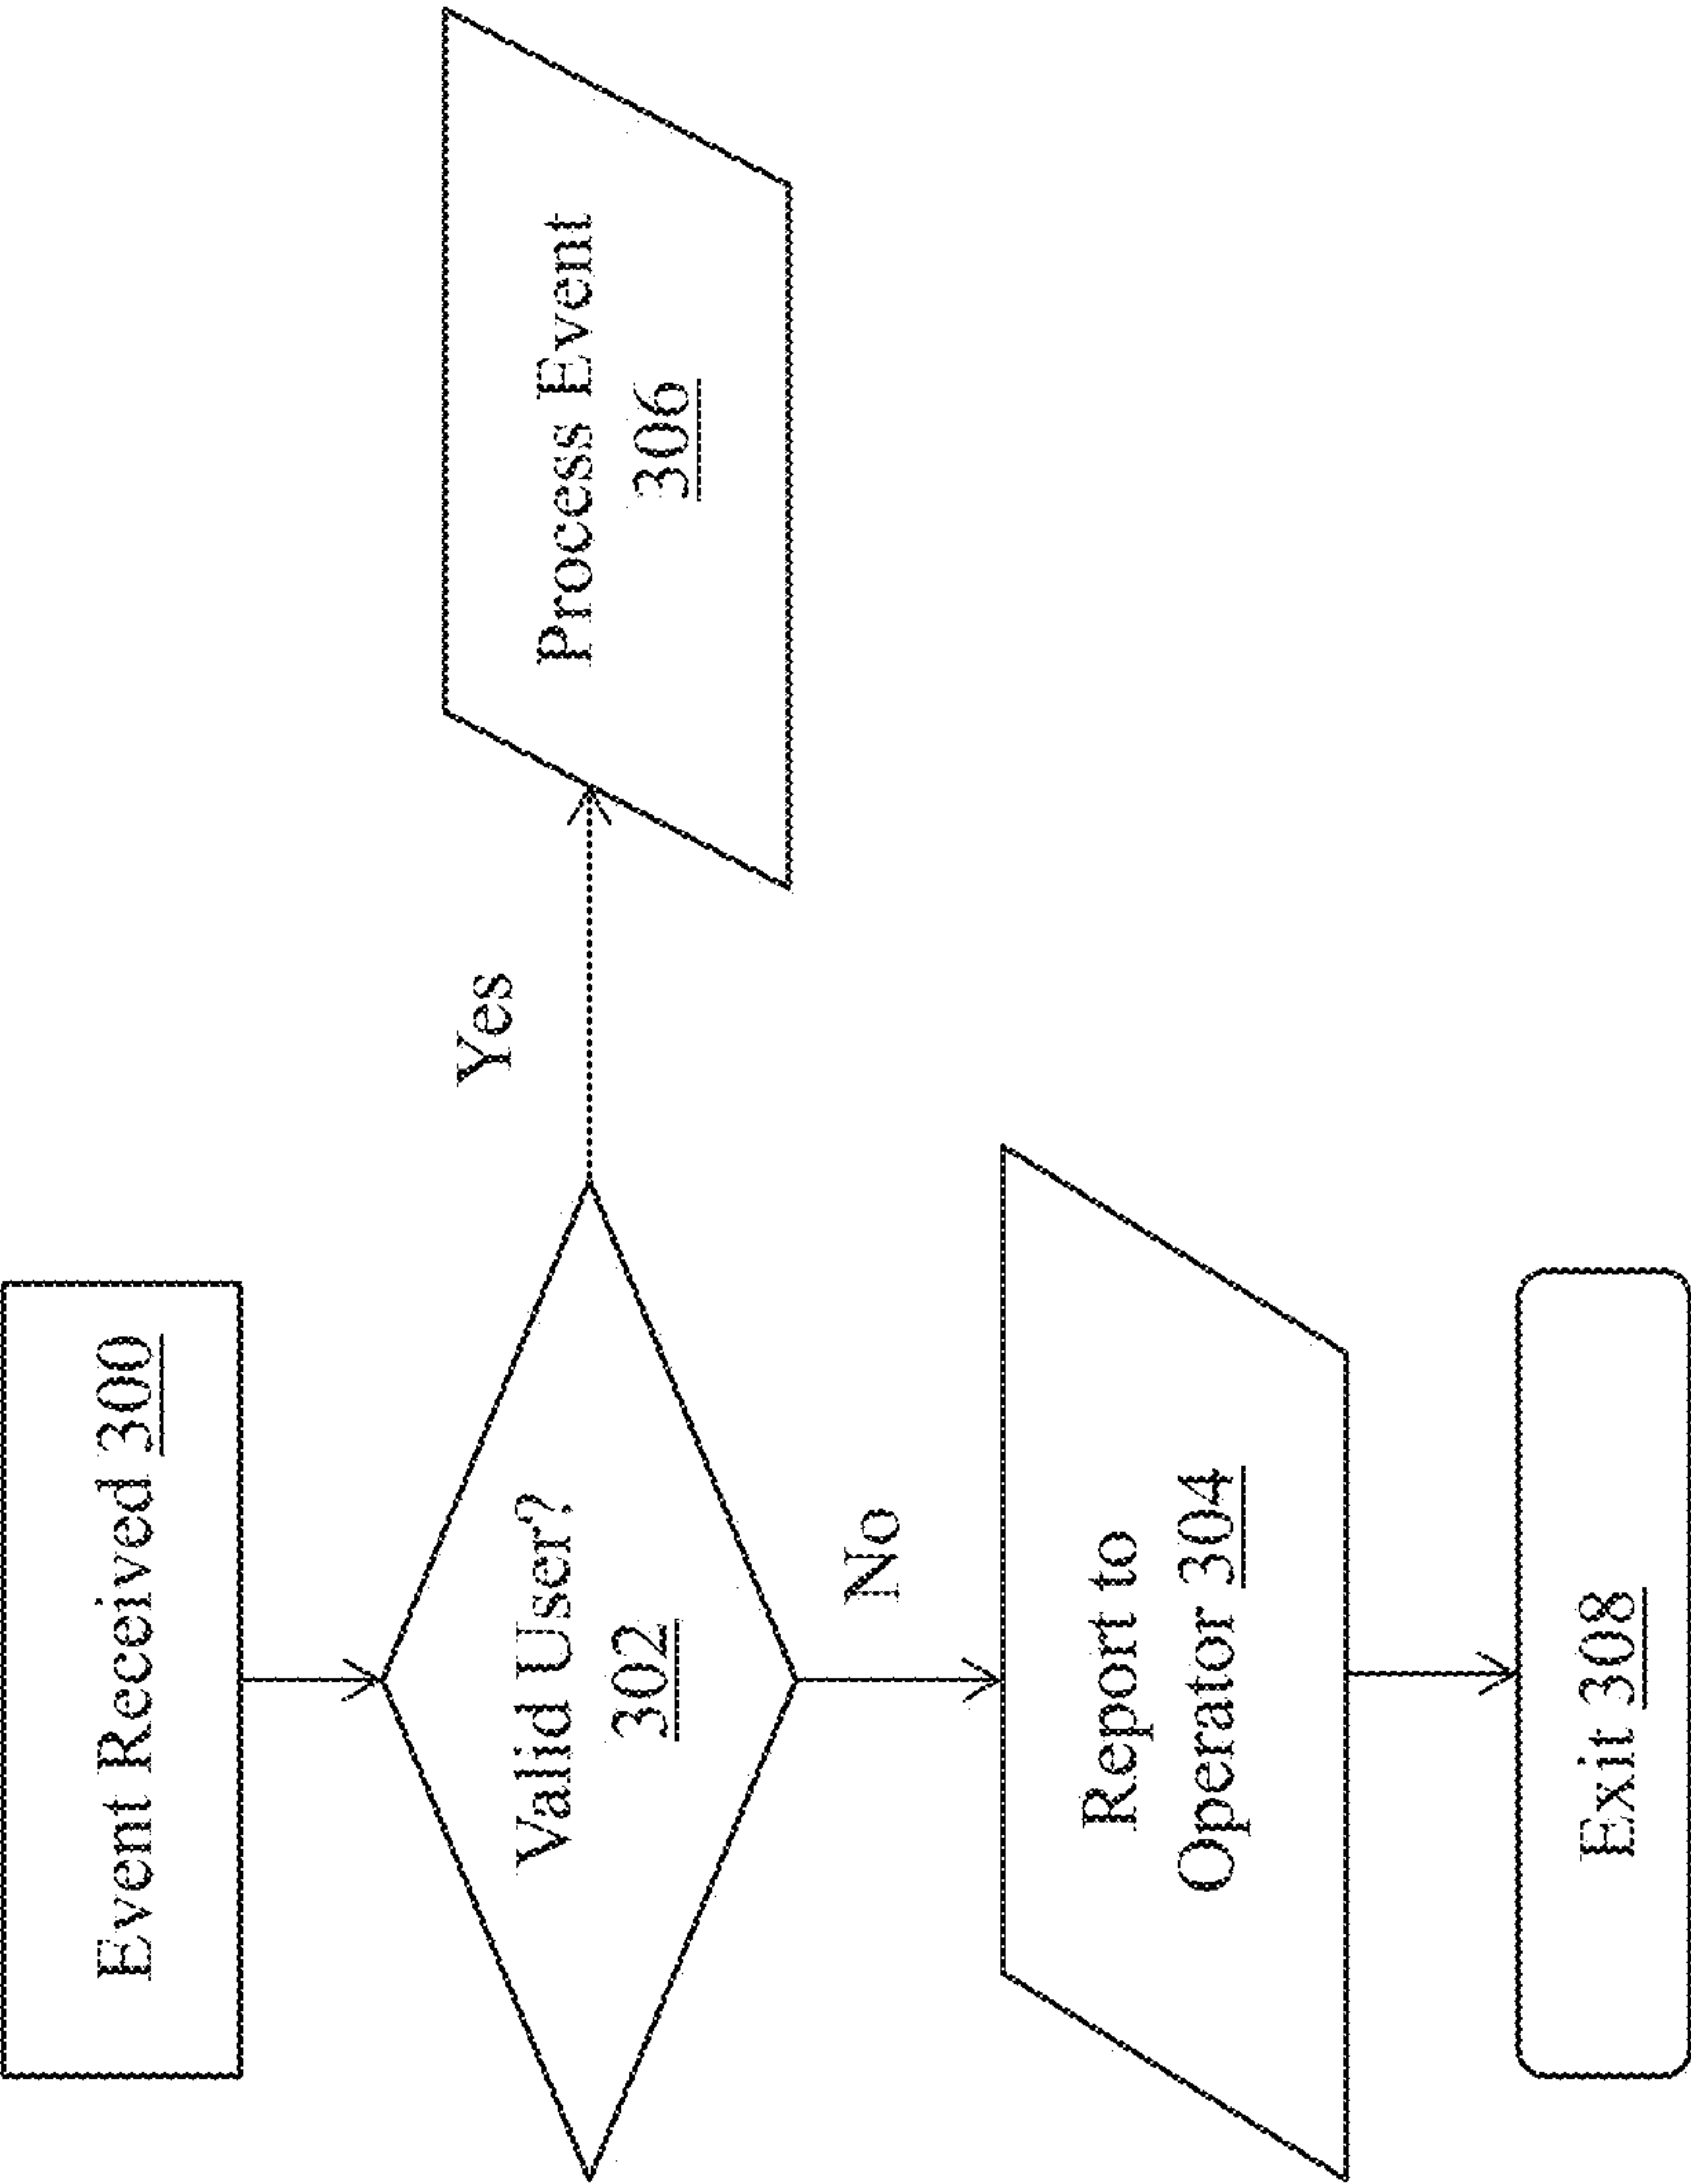 Event Received 300
Valid User?
302
Yes
Process Event
306
No
Report to
Operator 304
Exit 308